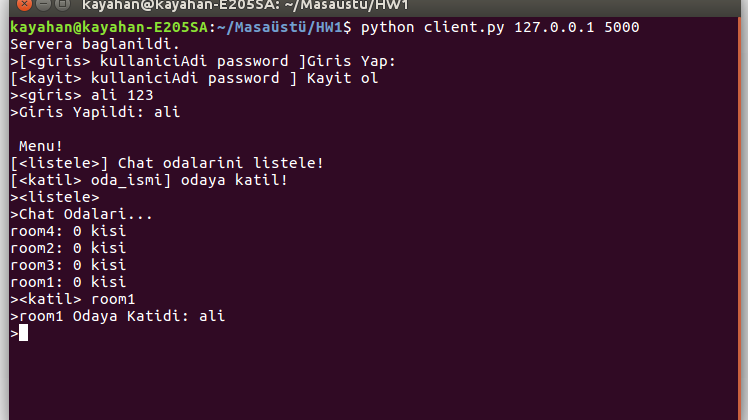 kayahan@kayahan-E205SA: ~/Masaüstü/HW1
kayahan@kayahan-E205SA:~/Masaüstü/HW1$ python client.py 127.0.0.1 5000
Servera baglanildi.
>[<giris> kullaniciAdi password ]Giris Yap:
[<kayit> kullaniciAdi password ] Kayit ol
><giris> ali 123
>Giris Yapildi: ali
Menu!
[<listele>] Chat odalarini listele!
[<katil> oda_ismi] odaya katil!
><listele>
>Chat Odalari...
room4: 0 kisi
room2: 0 kisi
room3: 0 kisi
room1: 0 kisi
><katil> room1
>room1 Odaya Katidi: ali
>